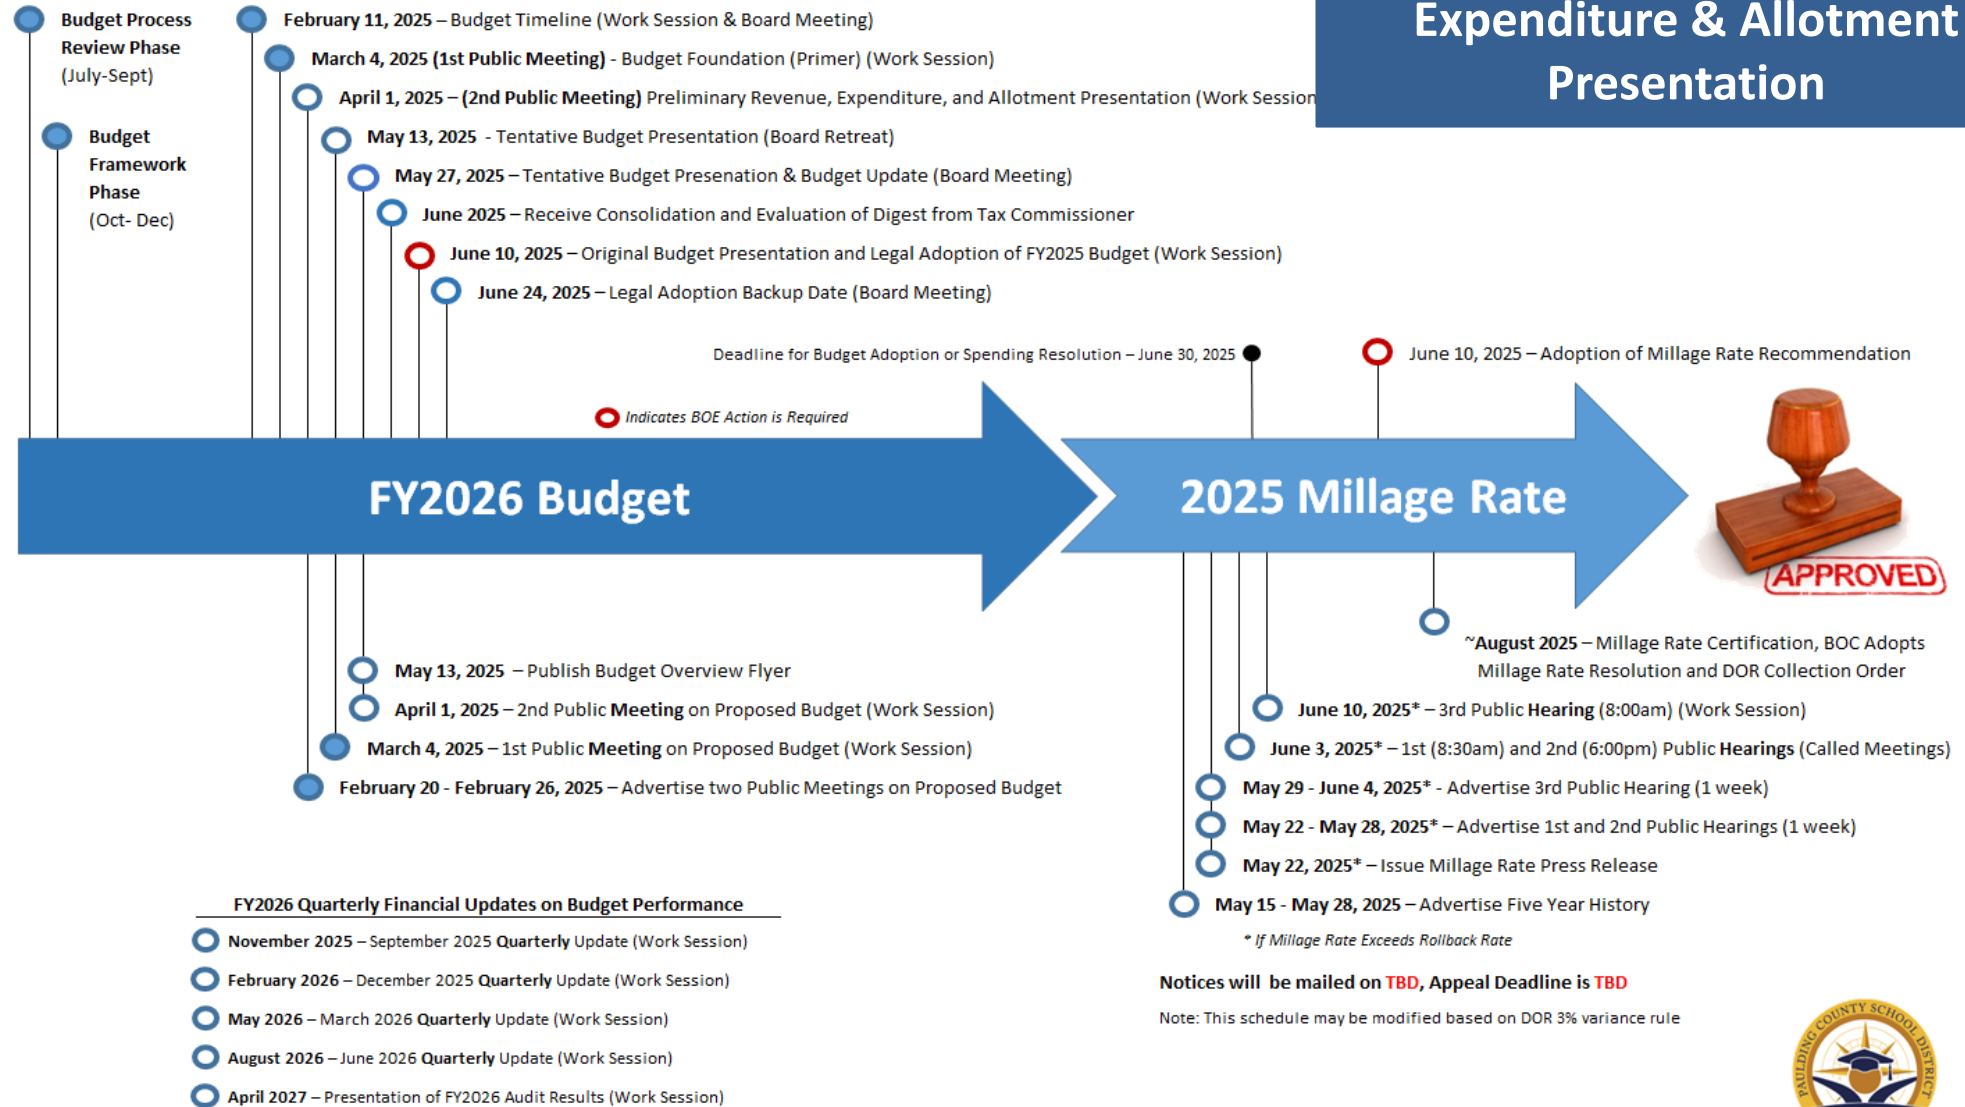 Expenditure & Allotment
Presentation
Budget Process
Review Phase
(July-Sept)
Budget
Framework
Phase
(Oct- Dec)
February 11, 2025 – Budget Timeline (Work Session & Board Meeting)
March 4, 2025 (1st Public Meeting) - Budget Foundation (Primer) (Work Session)
April 1, 2025 – (2nd Public Meeting) Preliminary Revenue, Expenditure, and Allotment Presentation (Work Session
May 13, 2025 - Tentative Budget Presentation (Board Retreat)
May 27, 2025 – Tentative Budget Presenation & Budget Update (Board Meeting)
June 2025 – Receive Consolidation and Evaluation of Digest from Tax Commissioner
June 10, 2025 – Original Budget Presentation and Legal Adoption of FY2025 Budget (Work Session)
June 24, 2025 – Legal Adoption Backup Date (Board Meeting)
Deadline for Budget Adoption or Spending Resolution – June 30, 2025
June 10, 2025 – Adoption of Millage Rate Recommendation
Indicates BOE Action is Required
FY2026 Budget
2025 Millage Rate
APPROVED
May 13, 2025 – Publish Budget Overview Flyer
April 1, 2025 – 2nd Public Meeting on Proposed Budget (Work Session)
March 4, 2025 – 1st Public Meeting on Proposed Budget (Work Session)
February 20 - February 26, 2025 – Advertise two Public Meetings on Proposed Budget
~August 2025 – Millage Rate Certification, BOC Adopts
Millage Rate Resolution and DOR Collection Order
June 10, 2025* – 3rd Public Hearing (8:00am) (Work Session)
June 3, 2025* – 1st (8:30am) and 2nd (6:00pm) Public Hearings (Called Meetings)
May 29 - June 4, 2025* - Advertise 3rd Public Hearing (1 week)
May 22 - May 28, 2025* – Advertise 1st and 2nd Public Hearings (1 week)
May 22, 2025* – Issue Millage Rate Press Release
May 15 - May 28, 2025 – Advertise Five Year History
* If Millage Rate Exceeds Rollback Rate
Notices will be mailed on TBD, Appeal Deadline is TBD
Note: This schedule may be modified based on DOR 3% variance rule
FY2026 Quarterly Financial Updates on Budget Performance
November 2025 – September 2025 Quarterly Update (Work Session)
February 2026 – December 2025 Quarterly Update (Work Session)
May 2026 – March 2026 Quarterly Update (Work Session)
August 2026 – June 2026 Quarterly Update (Work Session)
April 2027 – Presentation of FY2026 Audit Results (Work Session)
PAULDING COUNTY SCHOOL DISTRICT